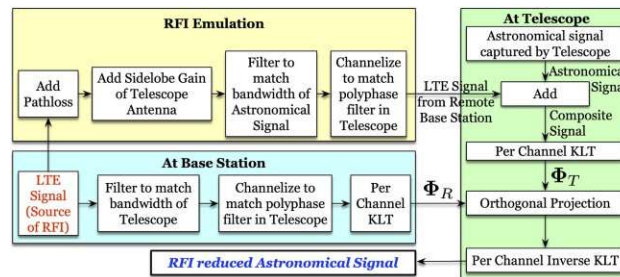 RFI Emulation
Add
Pathloss
Add Sidelobe Gain
of Telescope
Antenna
Filter to
match
bandwidth of
Astronomical
Signal
Channelize
to match
polyphase
filter in
Telescope
LTE Signal
from Remote
Base Station
At Telescope
Astronomical signal
captured by Telescope
Astronomical
Signal
Add
Composite
Signal
Per Channel KLT
Φ_T
Orthogonal Projection
Per Channel Inverse KLT
At Base Station
LTE
Signal
(Source
of RFI)
Filter to match
bandwidth of
Telescope
Channelize to
match polyphase
filter in Telescope
Per
Channel
KLT
Φ_R
RFI reduced Astronomical Signal